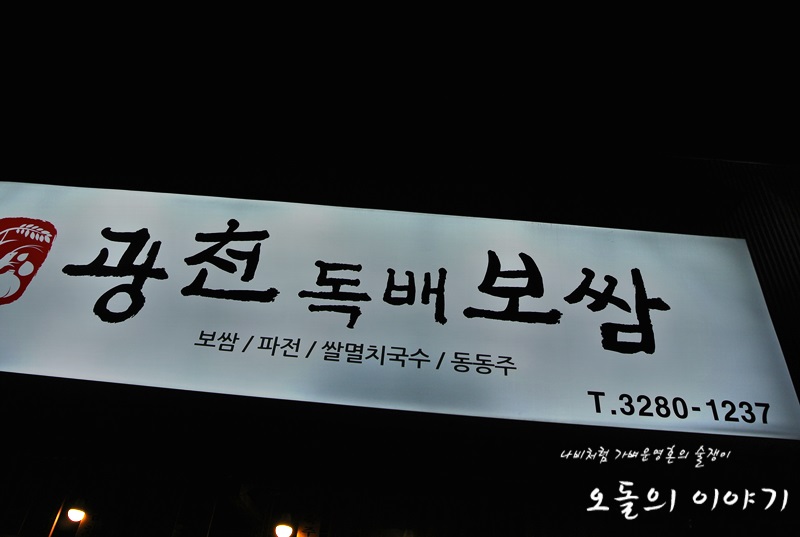 광천 독배 보쌈
보쌈 / 파전 / 쌀멸치국수 / 동동주
T.3280-1237
나비처럼 가벼운영혼의 술쟁이
오돌의 이야기